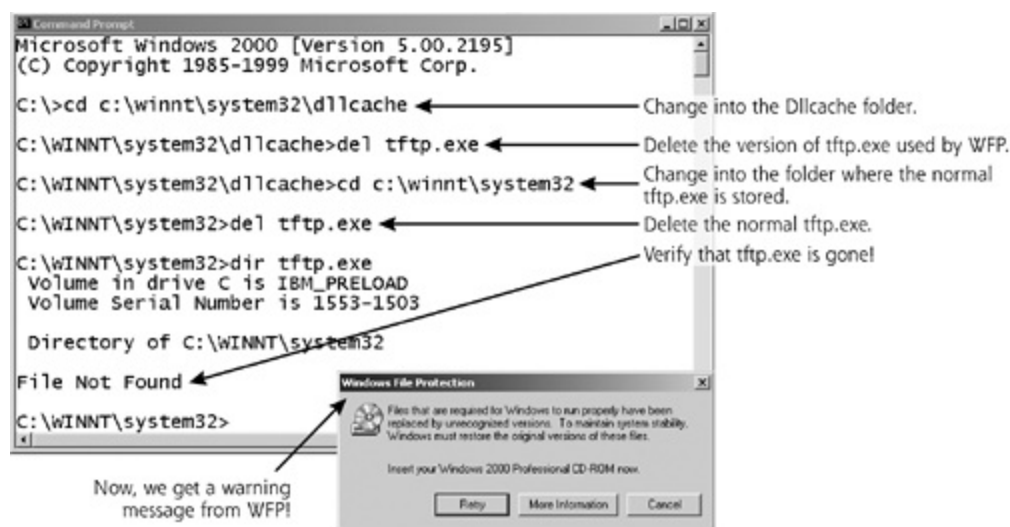 Command Prompt
Microsoft Windows 2000 [Version 5.00.2195]
(C) Copyright 1985-1999 Microsoft Corp.
C:\>cd c:\winnt\system32\dllcache
Change into the Dllcache folder.
C:\WINNT\system32\dllcache>del tftp.exe
Delete the version of tftp.exe used by WFP.
C:\WINNT\system32\dllcache>cd c:\winnt\system32
Change into the folder where the normal
tftp.exe is stored.
C:\WINNT\system32>del tftp.exe
Delete the normal tftp.exe.
Verify that tftp.exe is gone!
C:\WINNT\system32>dir tftp.exe
Volume in drive C is IBM_PRELOAD
Volume Serial Number is 1553-1503
Directory of C:\WINNT\system32
File Not Found
C:\WINNT\system32>
Windows File Protection
Files that are required for Windows to run properly have been
replaced by unrecognized versions. To maintain system stability,
Windows must restore the original versions of these files.
Insert your Windows 2000 Professional CD-ROM now.
Retry
More Information
Cancel
Now, we get a warning
message from WFP!